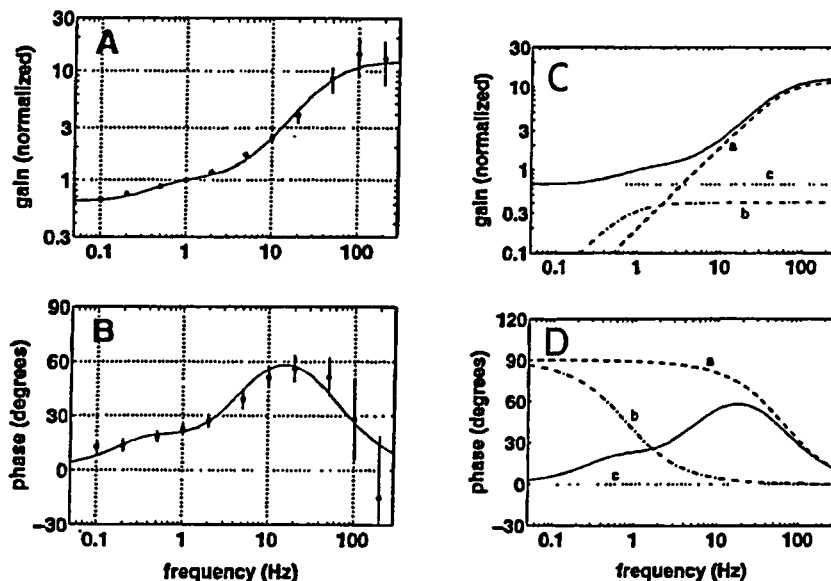 A
gain (normalized)
30
10
3
1
0.3
0.1 1 10 100
B
phase (degrees)
90
60
30
0
−30
0.1 1 10 100
frequency (Hz)
C
gain (normalized)
30
10
3
1
0.3
0.1
a
c
b
0.1 1 10 100
D
phase (degrees)
120
90
60
30
0
−30
a
b
c
0.1 1 10 100
frequency (Hz)